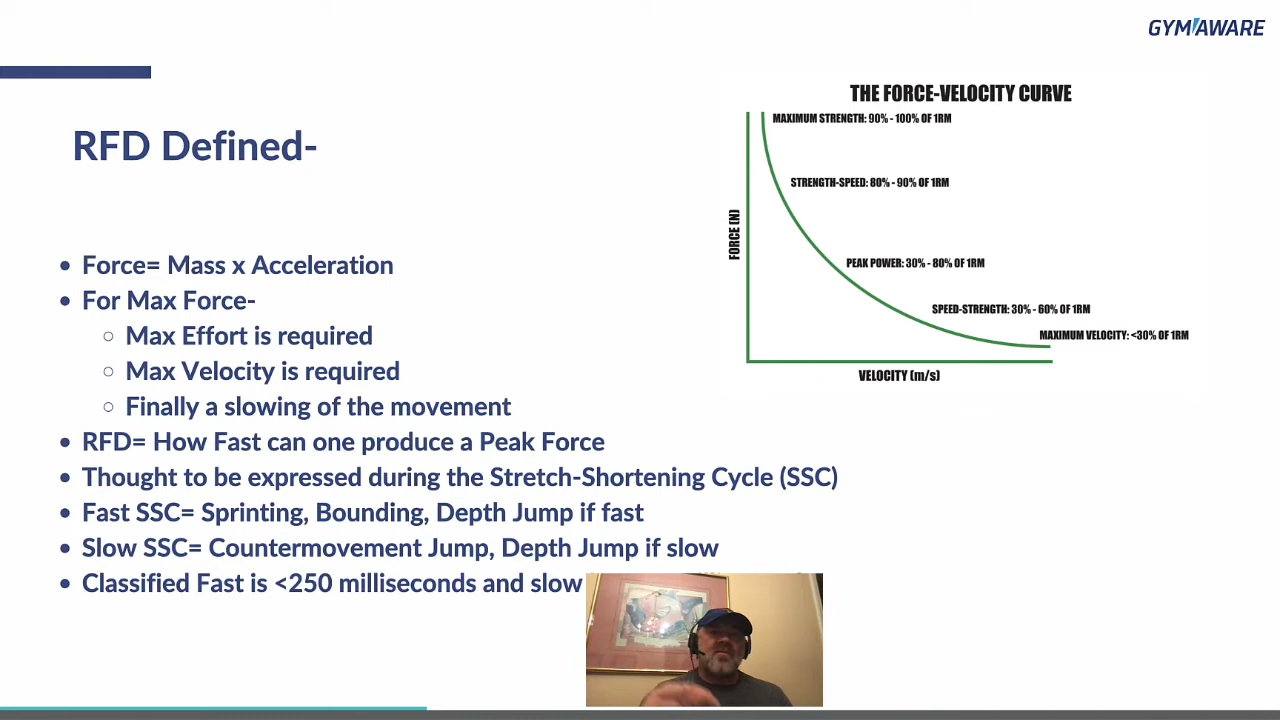 GYMAWARE
RFD Defined-
Force= Mass x Acceleration
For Max Force-
Max Effort is required
Max Velocity is required
Finally a slowing of the movement
RFD= How Fast can one produce a Peak Force
Thought to be expressed during the Stretch-Shortening Cycle (SSC)
Fast SSC= Sprinting, Bounding, Depth Jump if fast
Slow SSC= Countermovement Jump, Depth Jump if slow
Classified Fast is <250 milliseconds and slow
THE FORCE-VELOCITY CURVE
MAXIMUM STRENGTH: 90% - 100% OF 1RM
STRENGTH-SPEED: 80% - 90% OF 1RM
FORCE (N)
PEAK POWER: 30% - 80% OF 1RM
SPEED-STRENGTH: 30% - 60% OF 1RM
MAXIMUM VELOCITY: <30% OF 1RM
VELOCITY (m/s)